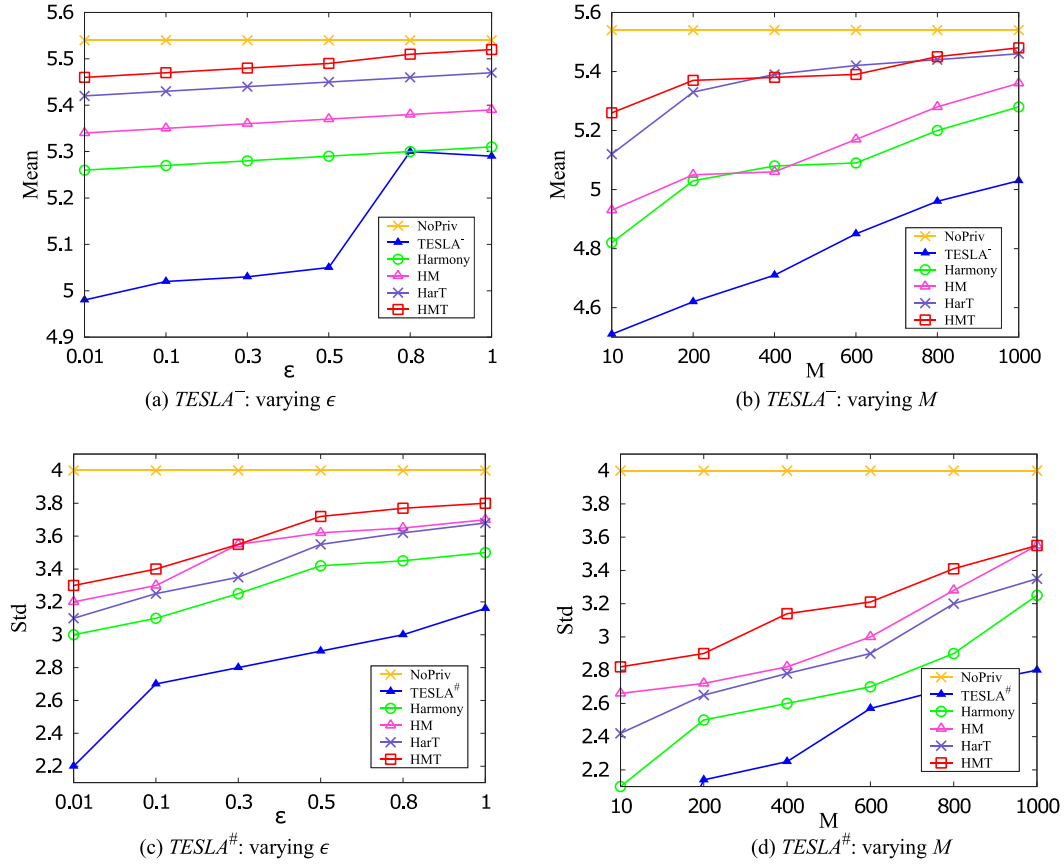 5.6
5.5
5.4
5.3
5.2
5.1
5
4.9
Mean
NoPriv
TESLA⁻
Harmony
HM
HarT
HMT
0.01 0.1 0.3 0.5 0.8 1
ε
(a) TESLA⁻: varying ϵ
5.6
5.4
5.2
5
4.8
4.6
Mean
NoPriv
TESLA⁻
Harmony
HM
HarT
HMT
10 200 400 600 800 1000
M
(b) TESLA⁻: varying M
4
3.8
3.6
3.4
3.2
3
2.8
2.6
2.4
2.2
Std
NoPriv
TESLA#
Harmony
HM
HarT
HMT
0.01 0.1 0.3 0.5 0.8 1
ε
(c) TESLA#: varying ϵ
4
3.8
3.6
3.4
3.2
3
2.8
2.6
2.4
2.2
Std
NoPriv
TESLA#
Harmony
HM
HarT
HMT
10 200 400 600 800 1000
M
(d) TESLA#: varying M